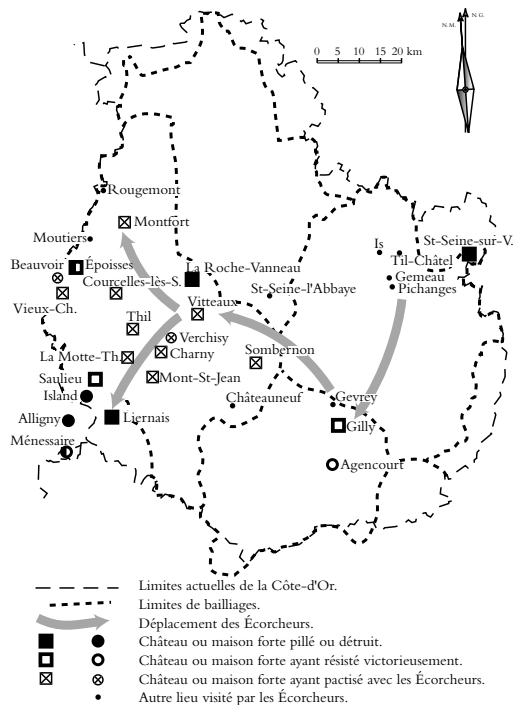 N.G.
N.M.
0 5 10 15 20 km
Rougemont
Montfort
Moutiers
Is
St-Seine-sur-V.
Til-Châtel
Beauvoir
Époisses
La Roche-Vanneau
Gemeau
Courcelles-lès-S.
St-Seine-l'Abbaye
Pichanges
Vieux-Ch.
Vitteaux
Thil
Verchisy
La Motte-Th.
Charny
Sombernon
Saulieu
Mont-St-Jean
Island
Châteauneuf
Gevrey
Alligny
Liernais
Gilly
Ménessaire
Agencourt
Limites actuelles de la Côte-d'Or.
Limites de bailliages.
Déplacement des Écorcheurs.
Château ou maison forte pillé ou détruit.
Château ou maison forte ayant résisté victorieusement.
Château ou maison forte ayant pactisé avec les Écorcheurs.
Autre lieu visité par les Écorcheurs.